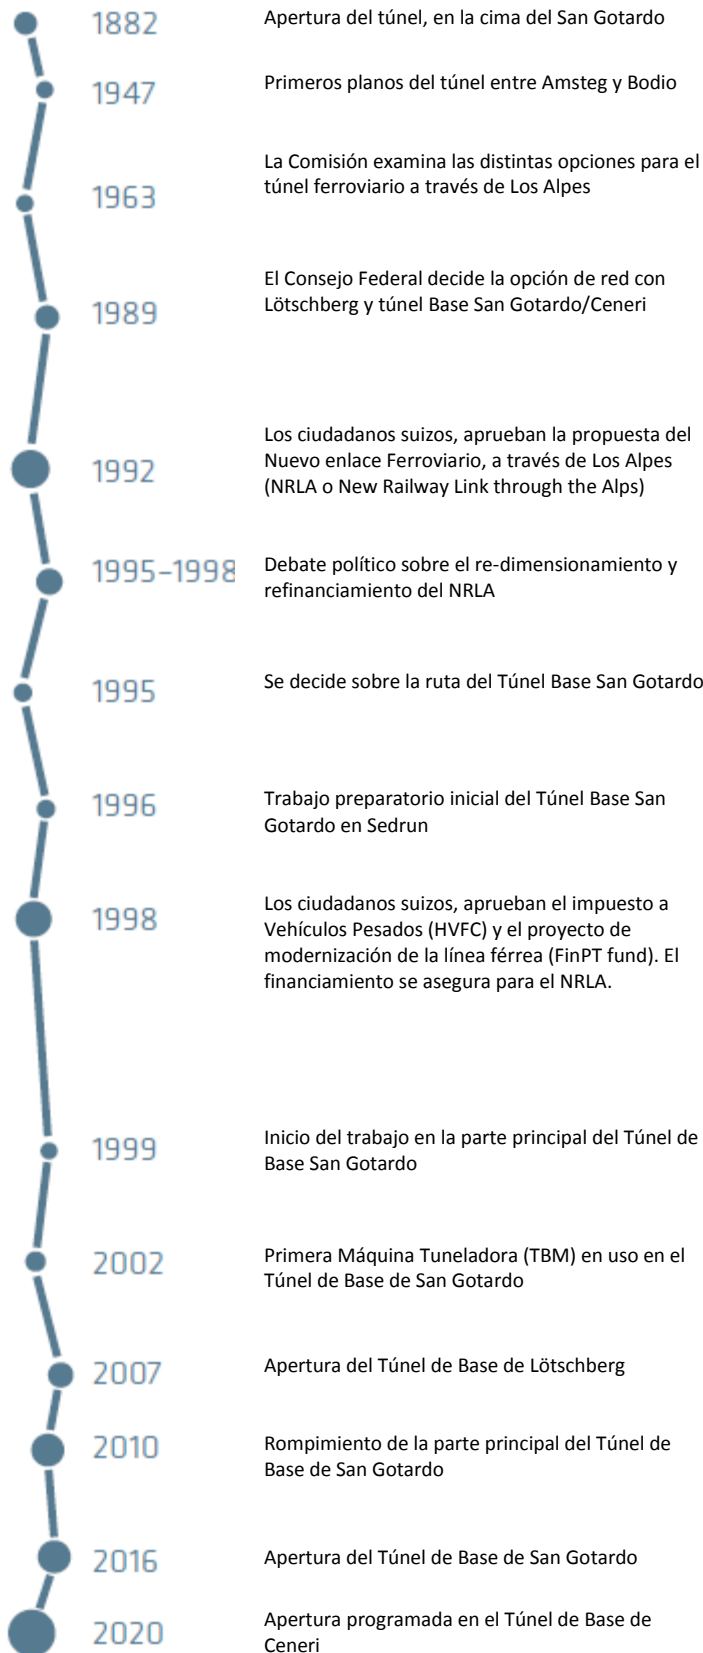 1882
Apertura del túnel, en la cima del San Gotardo
1947
Primeros planos del túnel entre Amsteg y Bodio
1963
La Comisión examina las distintas opciones para el
túnel ferroviario a través de Los Alpes
1989
El Consejo Federal decide la opción de red con
Lötschberg y túnel Base San Gotardo/Ceneri
1992
Los ciudadanos suizos, aprueban la propuesta del
Nuevo enlace Ferroviario, a través de Los Alpes
(NRLA o New Railway Link through the Alps)
1995–1998
Debate político sobre el re-dimensionamiento y
refinanciamiento del NRLA
1995
Se decide sobre la ruta del Túnel Base San Gotardo
1996
Trabajo preparatorio inicial del Túnel Base San
Gotardo en Sedrun
1998
Los ciudadanos suizos, aprueban el impuesto a
Vehículos Pesados (HVFC) y el proyecto de
modernización de la línea férrea (FinPT fund). El
financiamiento se asegura para el NRLA.
1999
Inicio del trabajo en la parte principal del Túnel de
Base San Gotardo
2002
Primera Máquina Tuneladora (TBM) en uso en el
Túnel de Base de San Gotardo
2007
Apertura del Túnel de Base de Lötschberg
2010
Rompimiento de la parte principal del Túnel de
Base de San Gotardo
2016
Apertura del Túnel de Base de San Gotardo
2020
Apertura programada en el Túnel de Base de
Ceneri